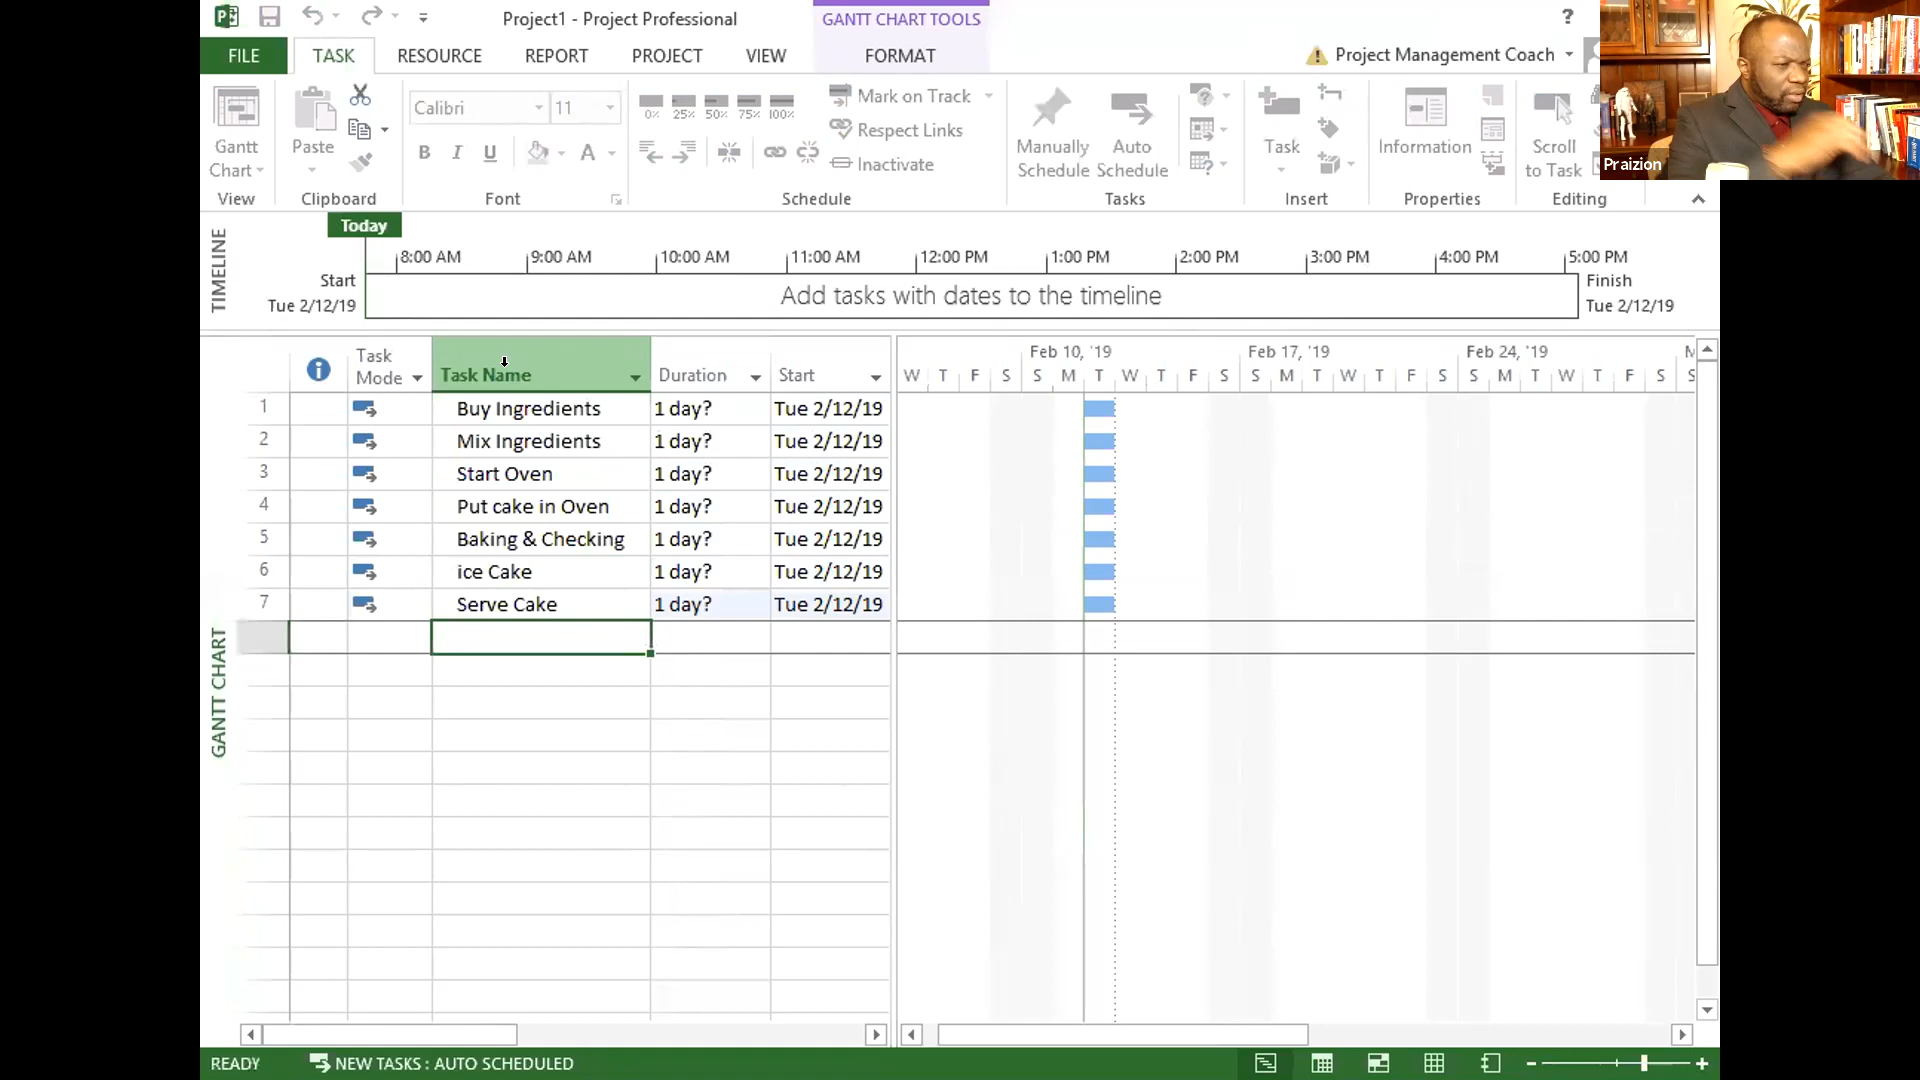 Project1 - Project Professional
GANTT CHART TOOLS
?
FILE TASK RESOURCE REPORT PROJECT VIEW FORMAT
Project Management Coach
Gantt Chart
View
Paste
Clipboard
Calibri 11
B I U A
Font
0% 25% 50% 75% 100%
Mark on Track
Respect Links
Inactivate
Schedule
Manually Schedule
Auto Schedule
Tasks
Task
Insert
Information
Properties
Scroll to Task
Editing
Praizion
TIMELINE
Today
8:00 AM 9:00 AM 10:00 AM 11:00 AM 12:00 PM 1:00 PM 2:00 PM 3:00 PM 4:00 PM 5:00 PM
Start
Tue 2/12/19
Add tasks with dates to the timeline
Finish
Tue 2/12/19
GANTT CHART
Task Mode Task Name Duration Start
1 Buy Ingredients 1 day? Tue 2/12/19
2 Mix Ingredients 1 day? Tue 2/12/19
3 Start Oven 1 day? Tue 2/12/19
4 Put cake in Oven 1 day? Tue 2/12/19
5 Baking & Checking 1 day? Tue 2/12/19
6 ice Cake 1 day? Tue 2/12/19
7 Serve Cake 1 day? Tue 2/12/19
Feb 10, '19 Feb 17, '19 Feb 24, '19
W T F S S M T W T F S S M T W T F S S M T W T F S S
READY NEW TASKS : AUTO SCHEDULED